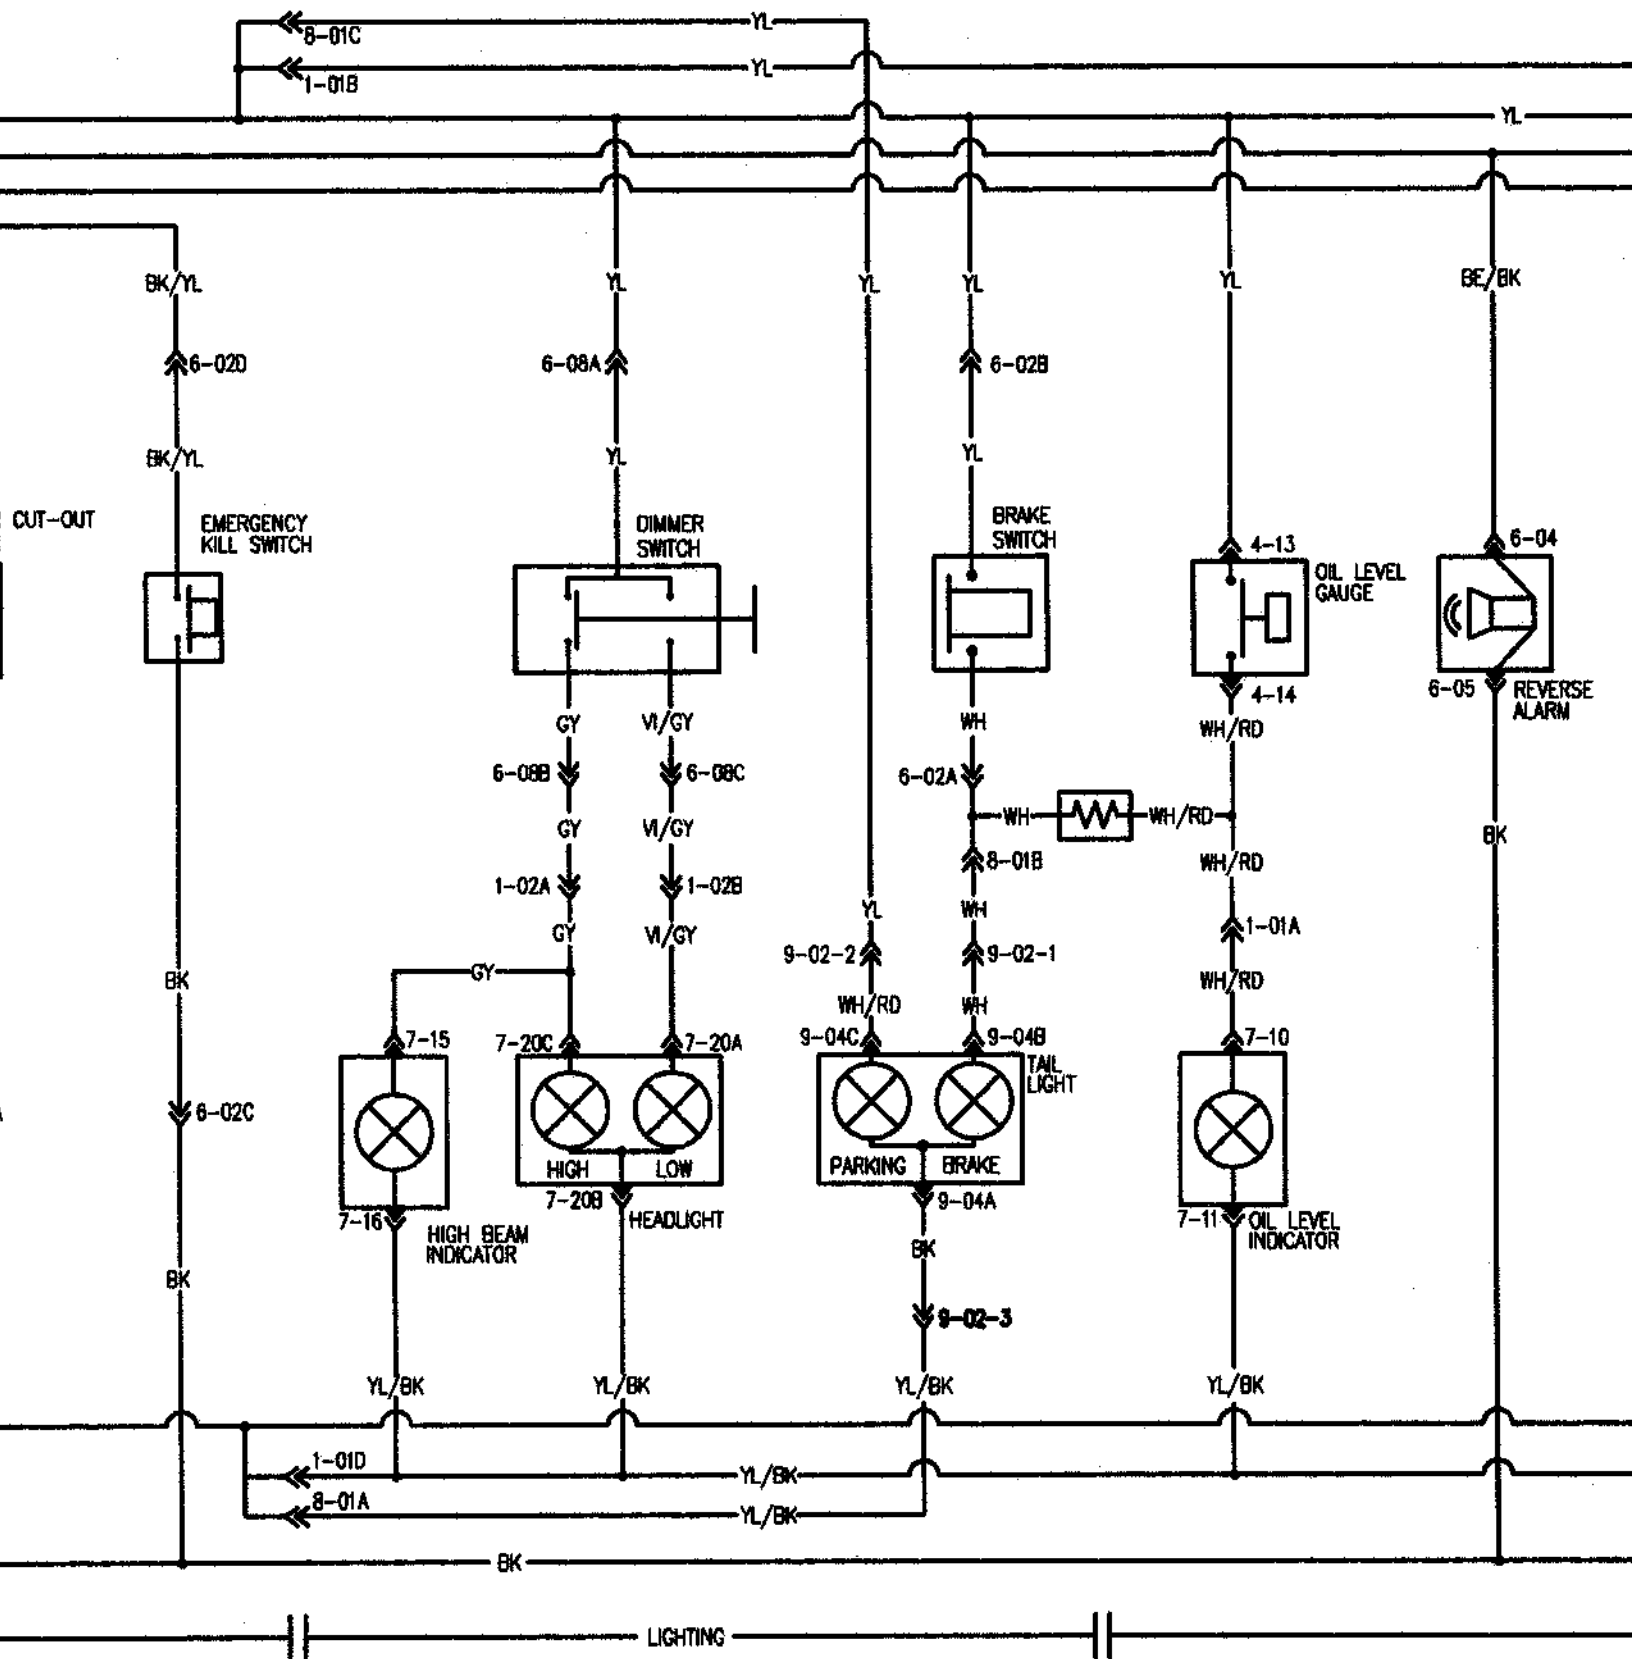 8-01C
YL
1-01B
YL
YL
BK/YL
YL
YL
YL
YL
BE/BK
6-02D
6-08A
6-02B
BK/YL
YL
YL
CUT-OUT
EMERGENCY
KILL SWITCH
DIMMER
SWITCH
BRAKE
SWITCH
4-13
6-04
OIL LEVEL
GAUGE
4-14
6-05
REVERSE
ALARM
GY
VI/GY
WH
WH/RD
6-08B
6-08C
6-02A
GY
VI/GY
WH
WH/RD
BK
1-02A
1-02B
8-01B
WH/RD
GY
VI/GY
YL
WH
1-01A
9-02-2
9-02-1
BK
GY
WH/RD
WH/RD
WH
7-15
7-20C
7-20A
9-04C
9-04B
7-10
TAIL
LIGHT
6-02C
HIGH
LOW
PARKING
BRAKE
7-20B
9-04A
7-16
HEADLIGHT
7-11
OIL LEVEL
INDICATOR
HIGH BEAM
INDICATOR
BK
BK
9-02-3
YL/BK
YL/BK
YL/BK
YL/BK
1-01D
YL/BK
8-01A
YL/BK
BK
LIGHTING